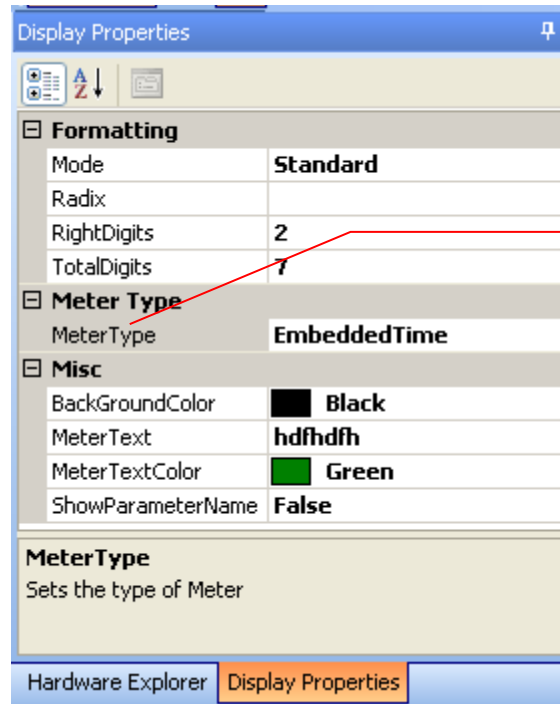 Display Properties
A
Z
Formatting
Mode Standard
Radix
RightDigits 2
TotalDigits 7
Meter Type
MeterType EmbeddedTime
Misc
BackGroundColor Black
MeterText hdfhdfh
MeterTextColor Green
ShowParameterName False
MeterType
Sets the type of Meter
Hardware Explorer Display Properties